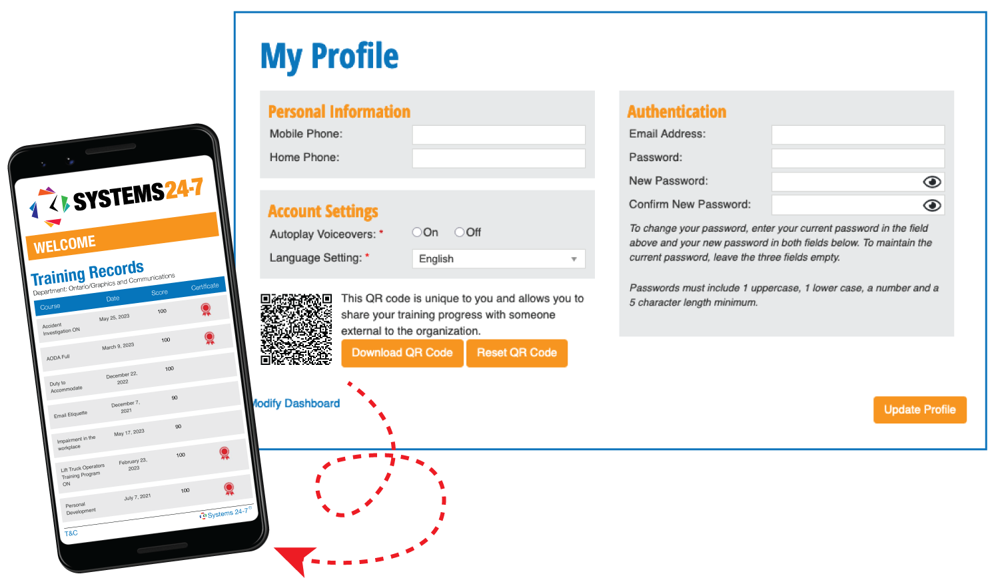 My Profile
Personal Information
Mobile Phone:
Home Phone:
Account Settings
Autoplay Voiceovers: * On Off
Language Setting: * English
This QR code is unique to you and allows you to
share your training progress with someone
external to the organization.
Download QR Code Reset QR Code
Modify Dashboard
Authentication
Email Address:
Password:
New Password:
Confirm New Password:
To change your password, enter your current password in the field
above and your new password in both fields below. To maintain the
current password, leave the three fields empty.
Passwords must include 1 uppercase, 1 lower case, a number and a
5 character length minimum.
Update Profile
SYSTEMS24-7
WELCOME
Training Records
Department: Ontario/Graphics and Communications
Course Date Score Certificate
Accident
Investigation ON
May 25, 2023
100
AODA Full
March 9, 2023
100
Duty to
Accommodate
December 22,
2022
100
Email Etiquette
December 7,
2021
90
Impairment in the
workplace
May 17, 2023
90
Lift Truck Operators
Training Program
ON
February 23,
2023
100
Personal
Development
July 7, 2021
100
T&C
Systems 24-7®